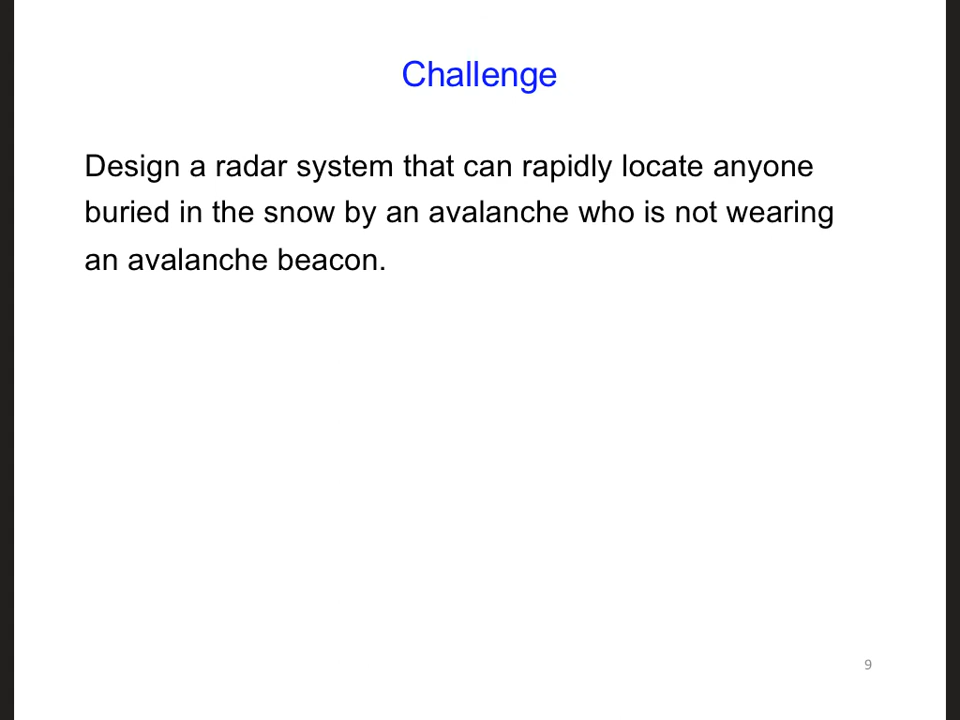 Challenge
Design a radar system that can rapidly locate anyone
buried in the snow by an avalanche who is not wearing
an avalanche beacon.
9